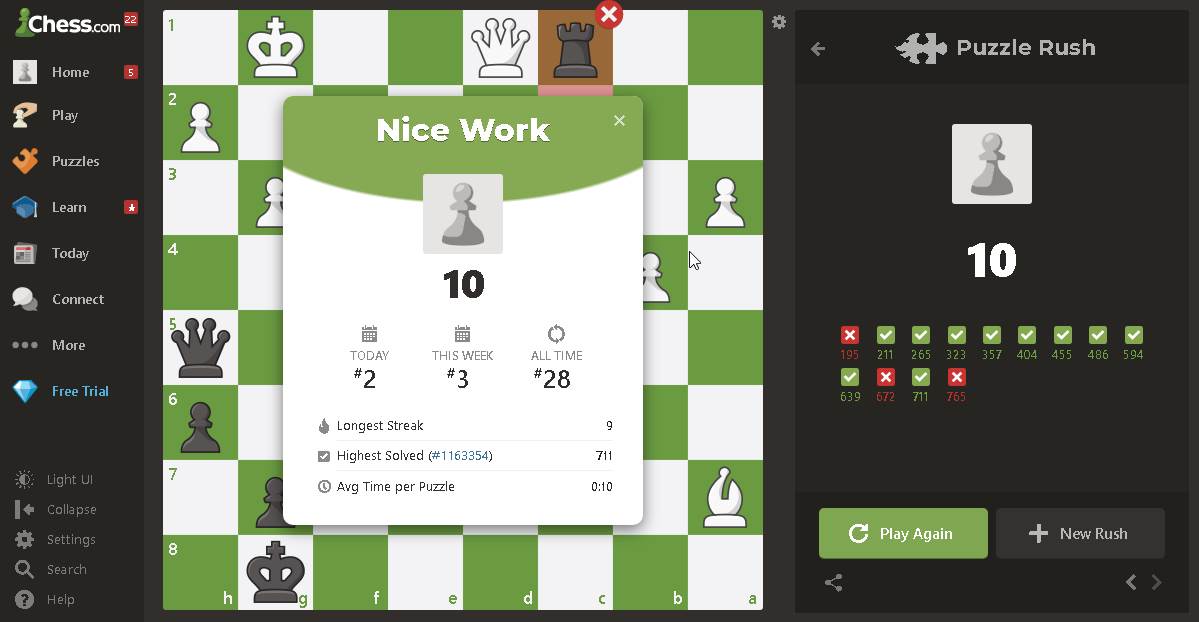 Chess.com 22
Home 5
Play
Puzzles
Learn
Today
Connect
More
Free Trial
Light UI
Collapse
Settings
Search
Help
1
2
3
4
5
6
7
8
h g f e d c b a
Nice Work
10
TODAY THIS WEEK ALL TIME
#2 #3 #28
Longest Streak 9
Highest Solved (#1163354) 711
Avg Time per Puzzle 0:10
Puzzle Rush
10
195 211 265 323 357 404 455 486 594
639 672 711 765
Play Again New Rush